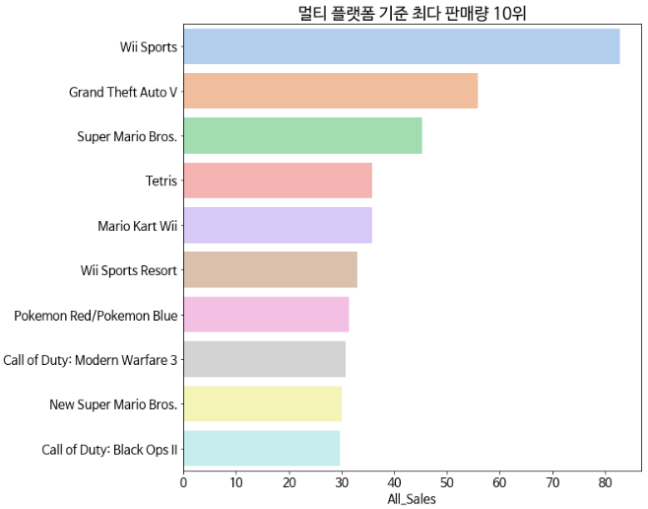 멀티 플랫폼 기준 최다 판매량 10위
Wii Sports
Grand Theft Auto V
Super Mario Bros.
Tetris
Mario Kart Wii
Wii Sports Resort
Pokemon Red/Pokemon Blue
Call of Duty: Modern Warfare 3
New Super Mario Bros.
Call of Duty: Black Ops II
0 10 20 30 40 50 60 70 80
All_Sales